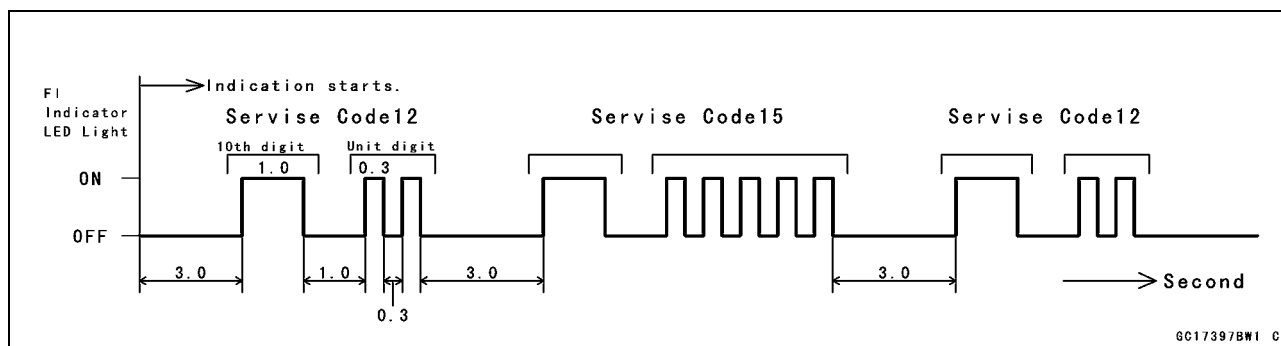 Indication starts.
FI
Indicator
LED Light
Servise Code12
Servise Code15
Servise Code12
10th digit
Unit digit
1.0
0.3
ON
OFF
3.0
1.0
3.0
3.0
Second
0.3
GC17397BW1 C